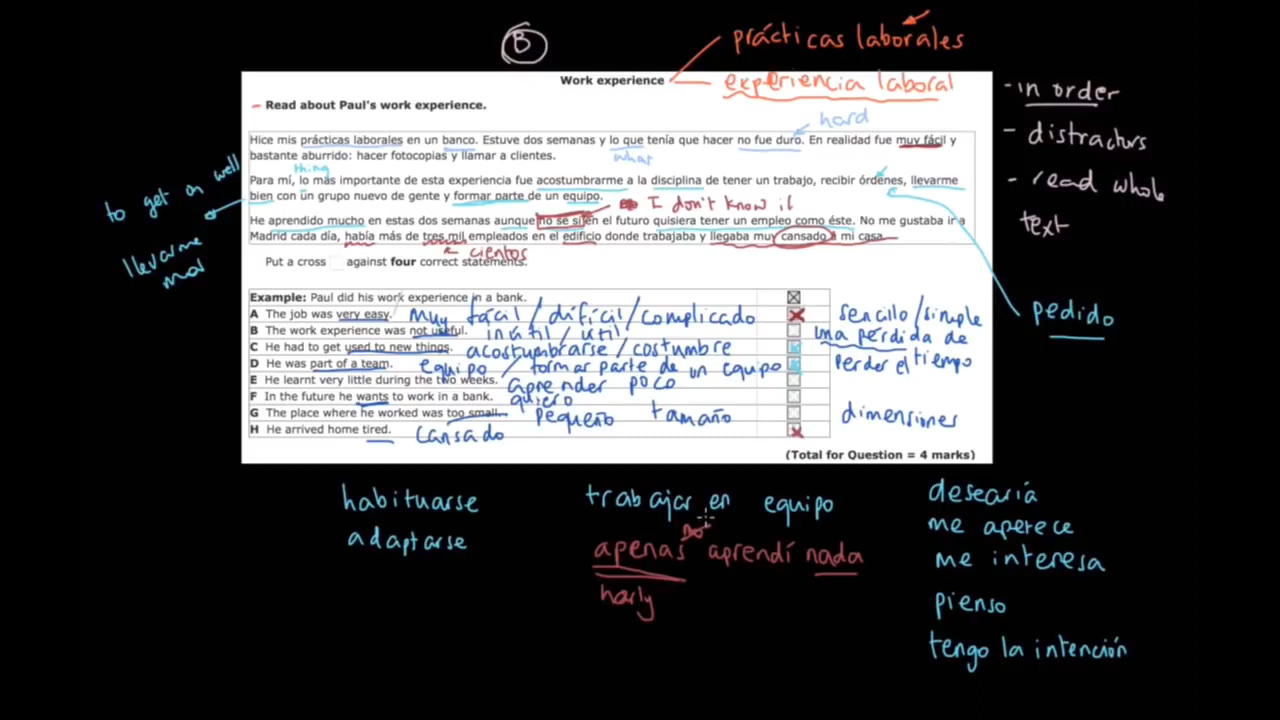 B
prácticas laborales
Work experience
experiencia laboral
- Read about Paul's work experience.
hard
Hice mis prácticas laborales en un banco. Estuve dos semanas y lo que tenía que hacer no fue duro. En realidad fue muy fácil y
bastante aburrido: hacer fotocopias y llamar a clientes.
what
thing
Para mí, lo más importante de esta experiencia fue acostumbrarme a la disciplina de tener un trabajo, recibir órdenes, llevarme
bien con un grupo nuevo de gente y formar parte de un equipo.
I don't know if
He aprendido mucho en estas dos semanas aunque no se si en el futuro quisiera tener un empleo como éste. No me gustaba ir a
Madrid cada día, había más de tres mil empleados en el edificio donde trabajaba y llegaba muy cansado a mi casa.
cientos
Put a cross against four correct statements.
- in order
- distractors
- read whole
text
to get on well
llevarme
mal
pedido
Example: Paul did his work experience in a bank.
A The job was very easy. muy fácil / difícil / complicado
B The work experience was not useful. inútil / útil
C He had to get used to new things. acostumbrarse / costumbre
D He was part of a team. equipo / formar parte de un equipo
E He learnt very little during the two weeks. aprender poco
F In the future he wants to work in a bank. quiero
G The place where he worked was too small. pequeño tamaño
H He arrived home tired. cansado
sencillo / simple
una pérdida de
perder el tiempo
dimensiones
(Total for Question = 4 marks)
habituarse
adaptarse
trabajar en equipo
apenas aprendí nada
harly
desearía
me apetece
me interesa
pienso
tengo la intención